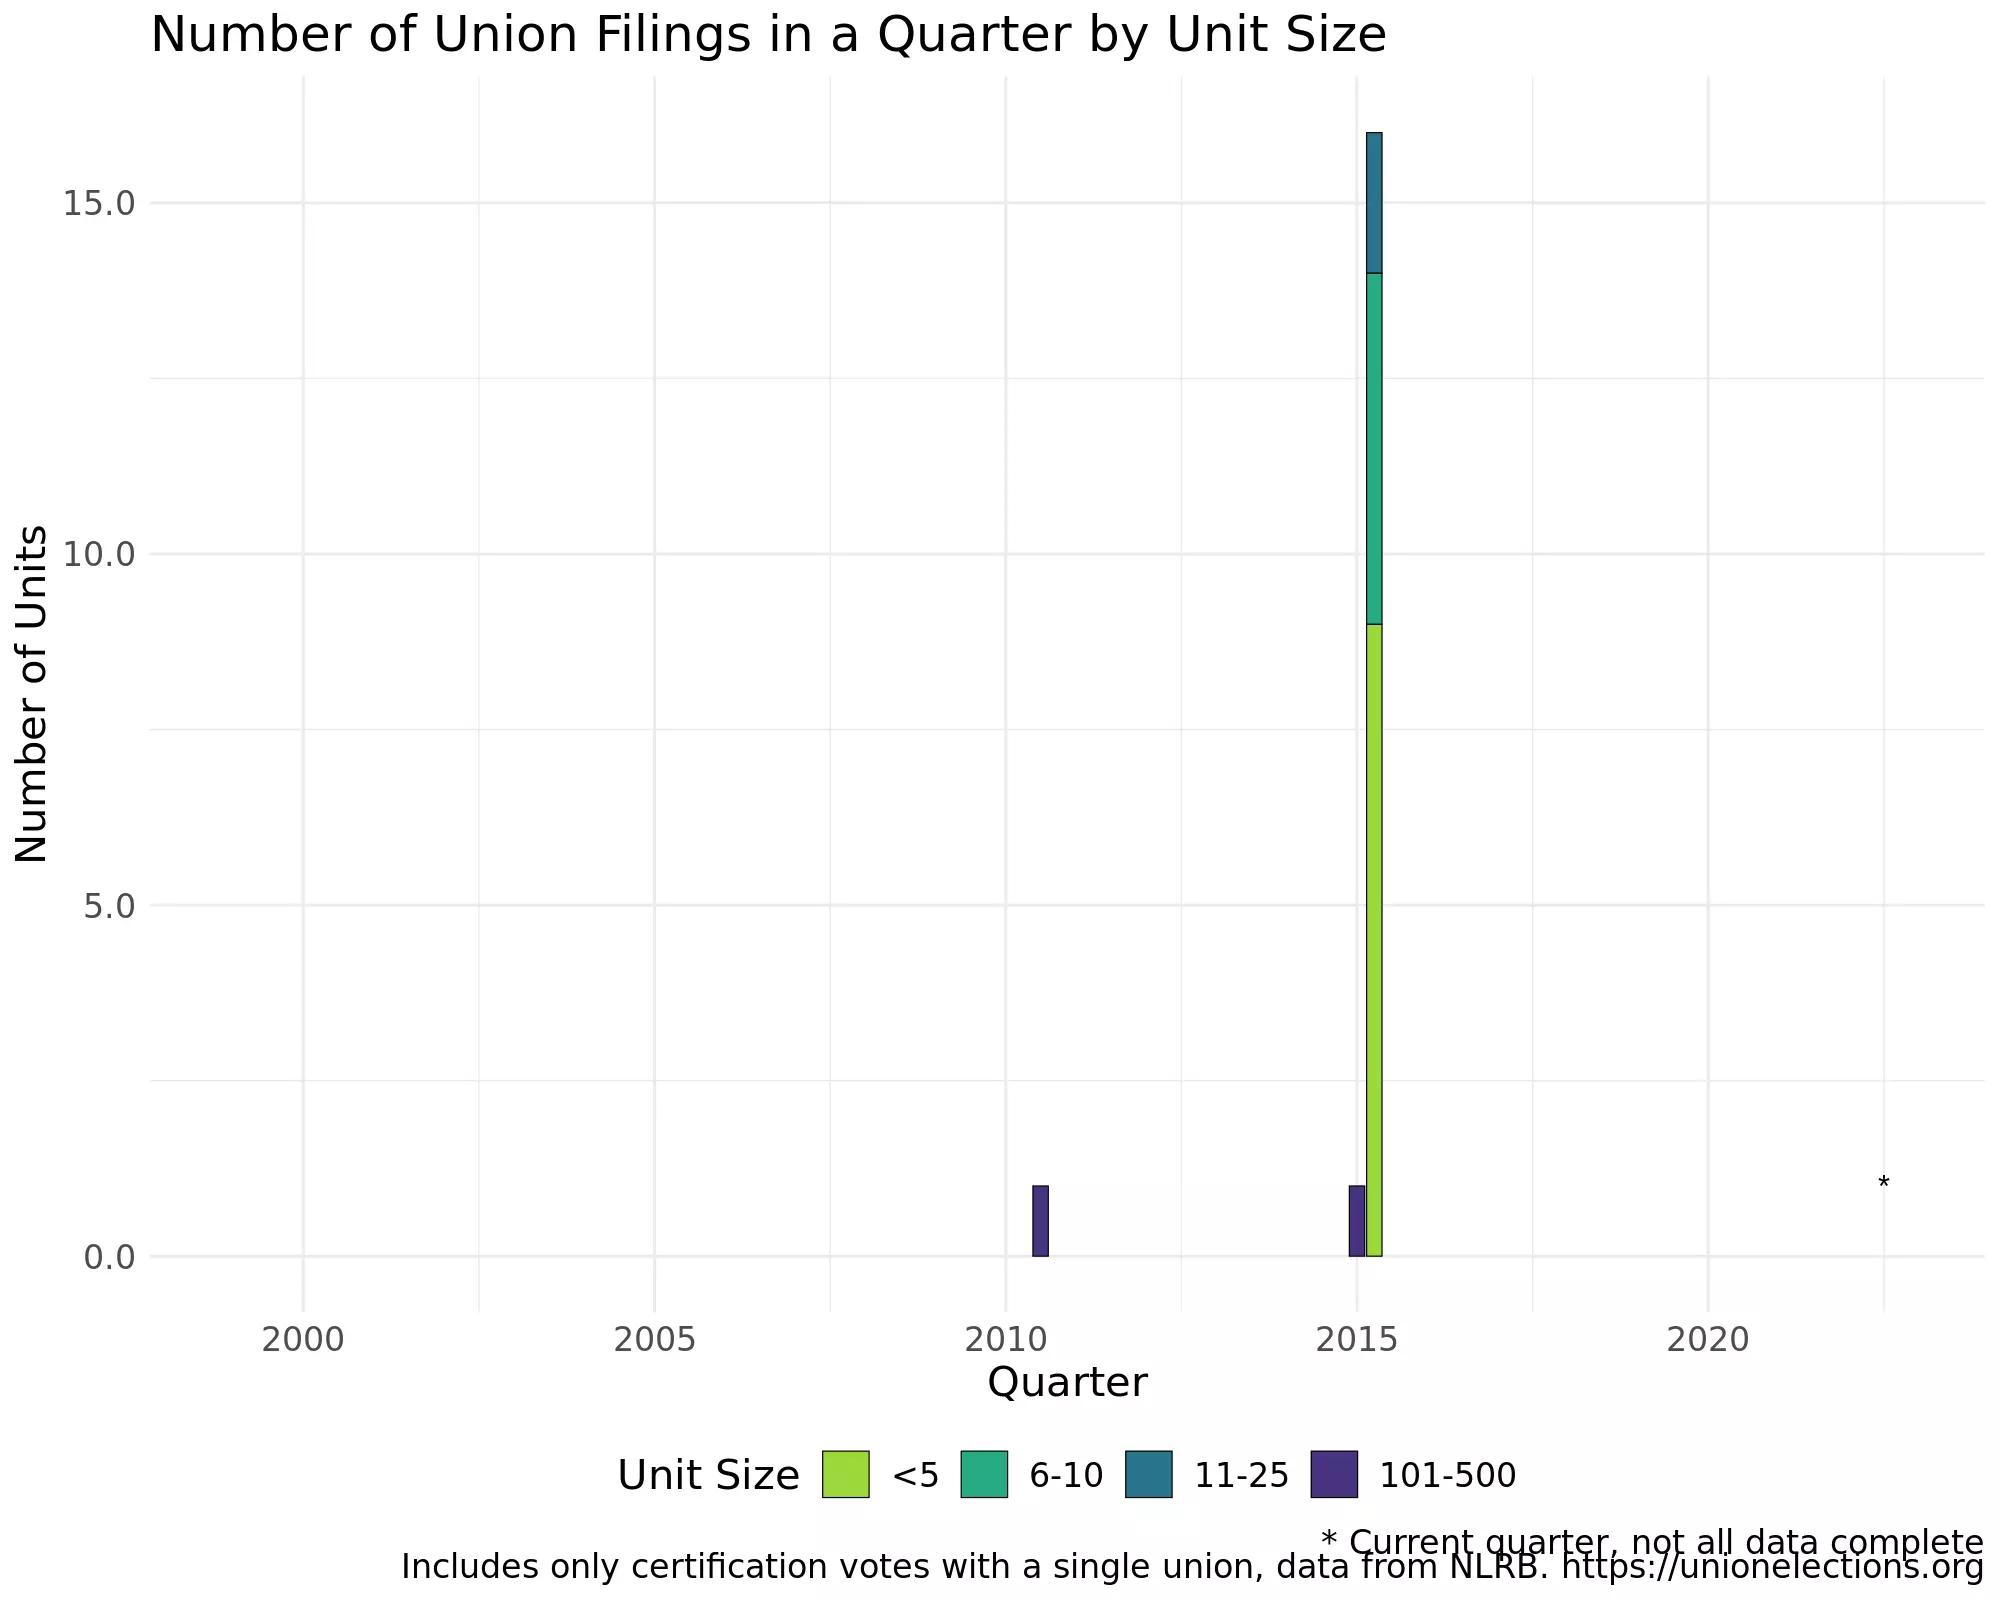 Number of Union Filings in a Quarter by Unit Size
Number of Units
15.0
10.0
5.0
0.0
*
2000 2005 2010 2015 2020
Quarter
Unit Size <5 6-10 11-25 101-500
* Current quarter, not all data complete
Includes only certification votes with a single union, data from NLRB. https://unionelections.org